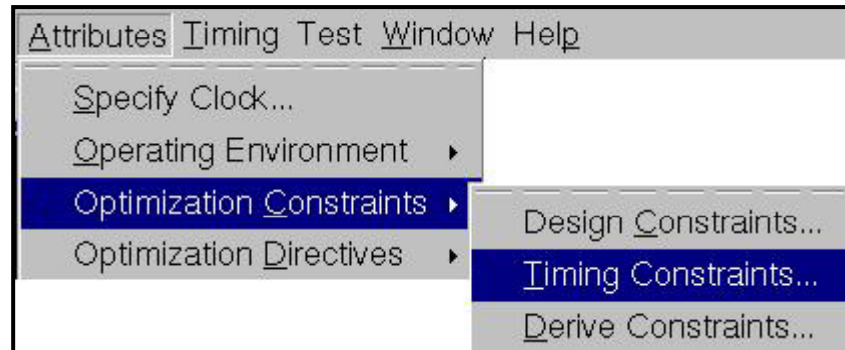 Attributes Timing Test Window Help
Specify Clock...
Operating Environment
Optimization Constraints
Optimization Directives
Design Constraints...
Timing Constraints...
Derive Constraints...